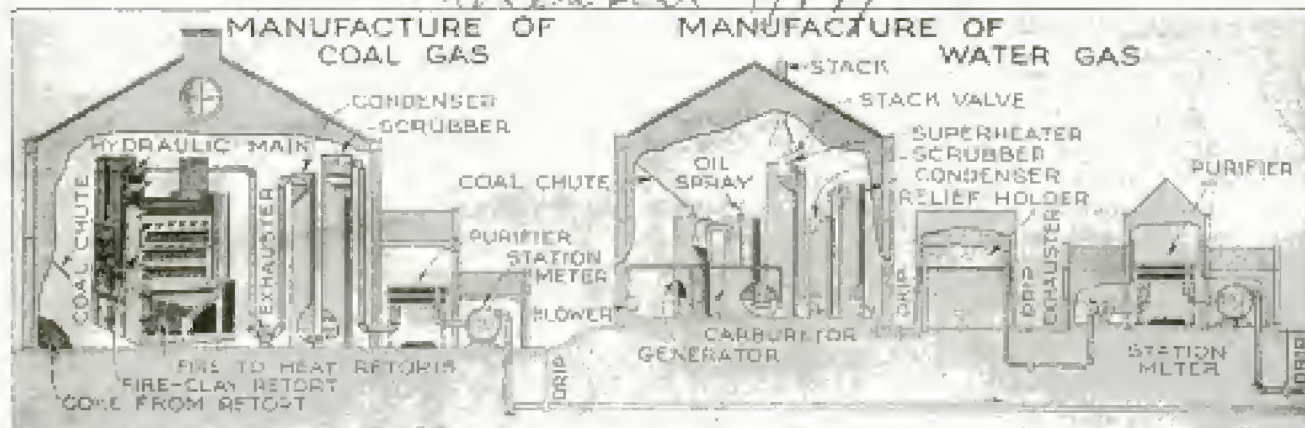 MANUFACTURE OF
COAL GAS
CONDENSER
SCRUBBER
HYDRAULIC MAIN
COAL CHUTE
EXHAUSTER
PURIFIER
STATION
METER
FIRE TO HEAT RETORTS
FIRE-CLAY RETORT
COKE FROM RETORT
DRIP
MANUFACTURE OF
WATER GAS
STACK
STACK VALVE
SUPERHEATER
SCRUBBER
CONDENSER
RELIEF HOLDER
COAL CHUTE
OIL
SPRAY
BLOWER
CARBURETOR
GENERATOR
DRIP
DRIP
EXHAUSTER
PURIFIER
STATION
METER
DRIP